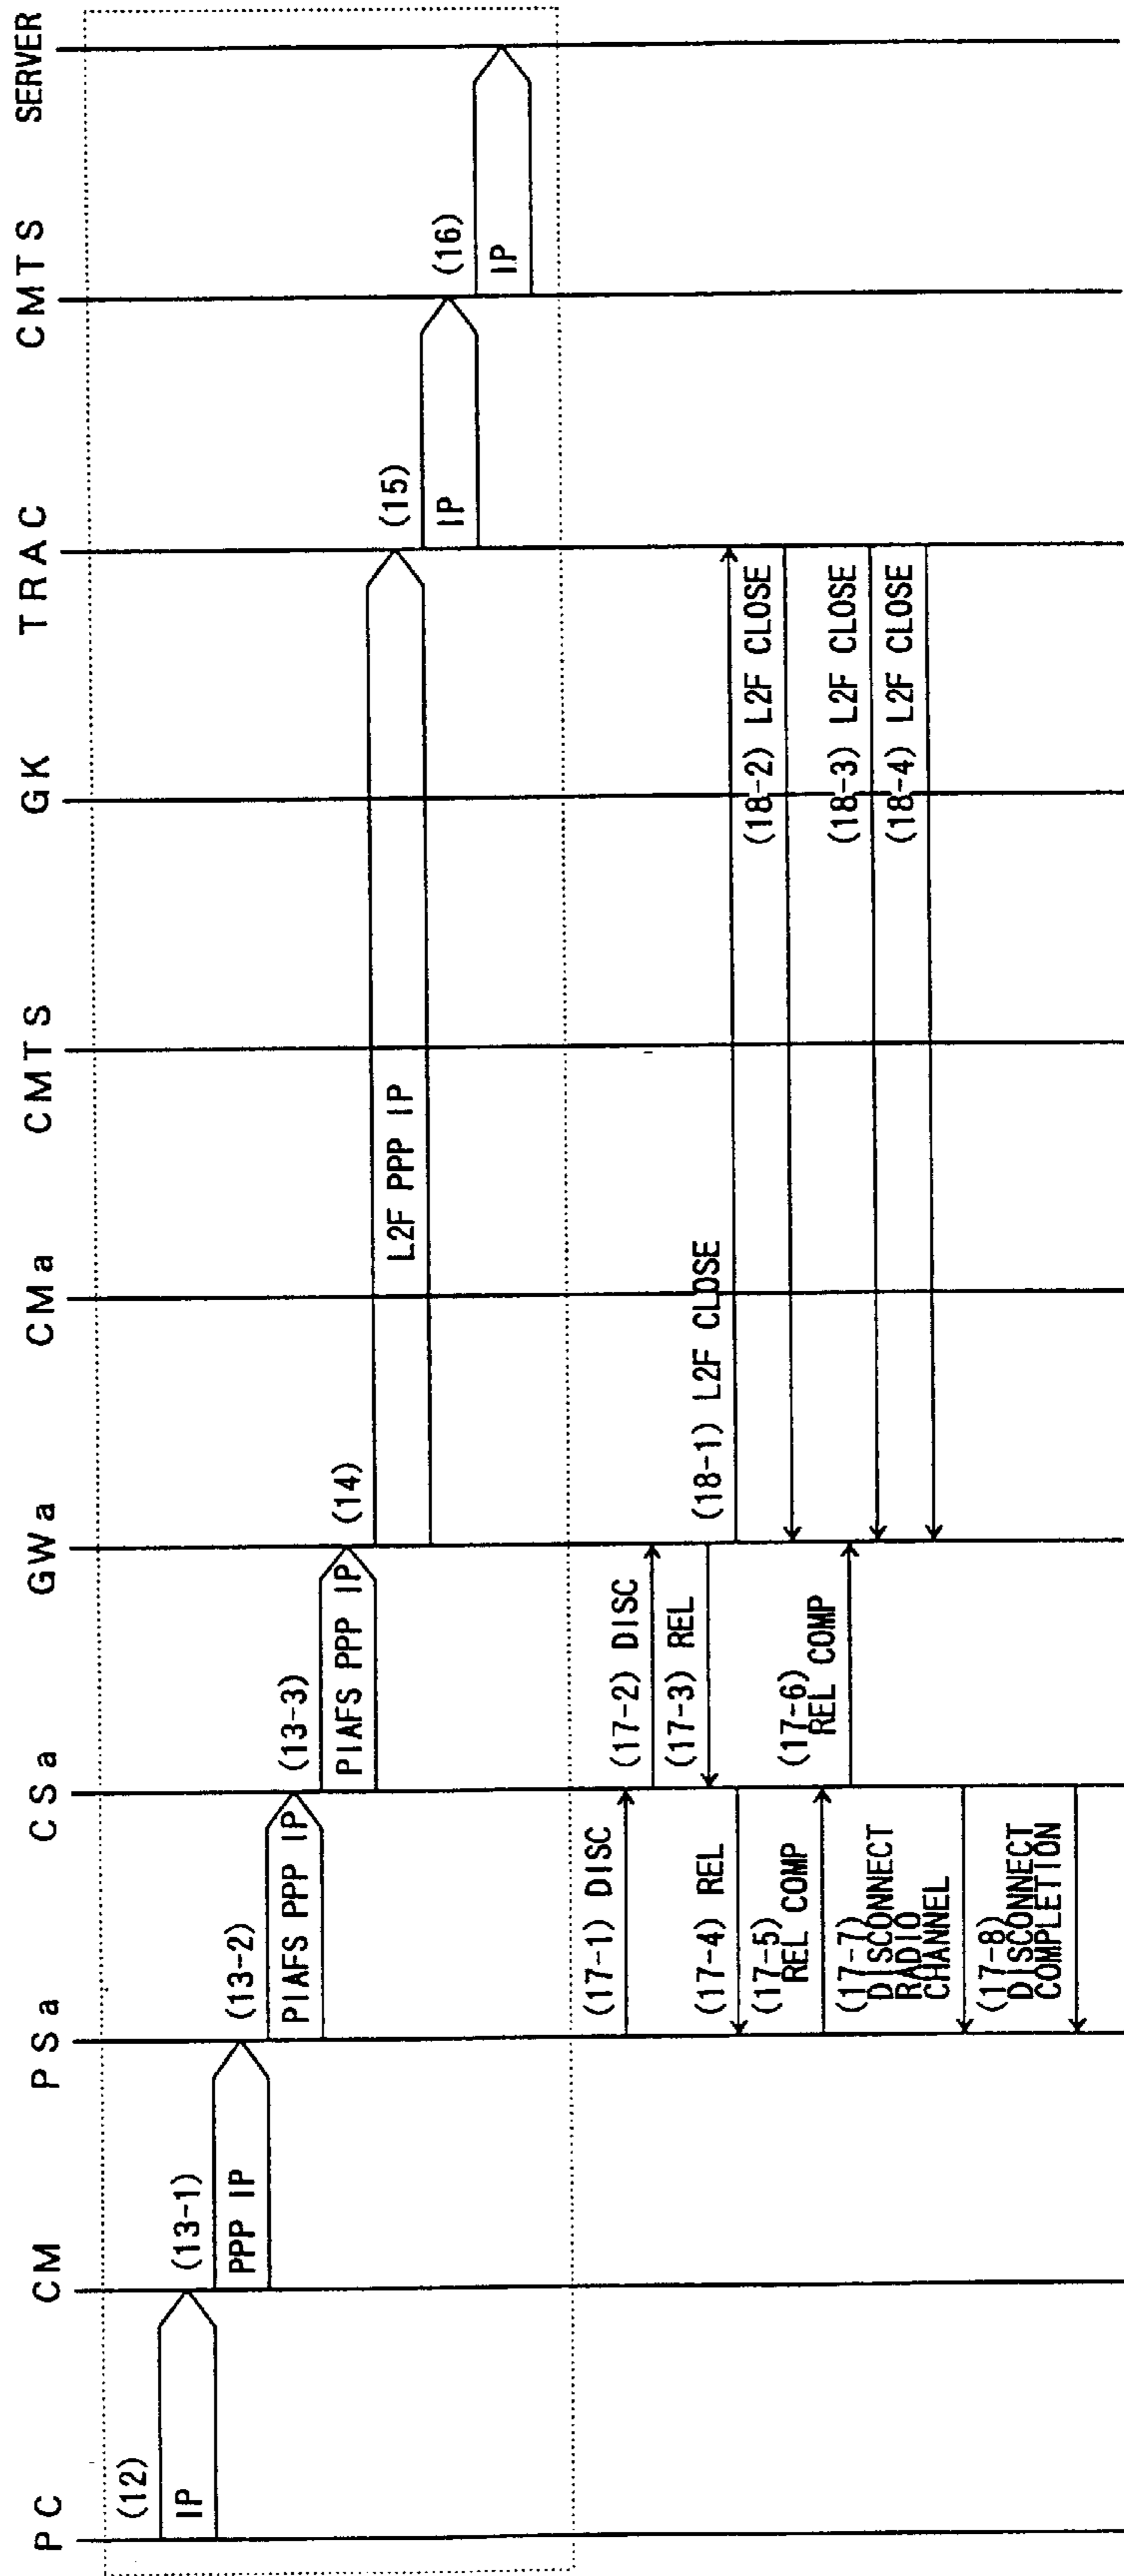 PC
CM
PSa
CSa
GWa
CMa
CMTS
GK
TRAC
CMTS
SERVER
(12)
IP
(13-1)
PPP IP
(13-2)
PIAFS PPP IP
(13-3)
PIAFS PPP IP
(14)
L2F PPP IP
(15)
IP
(16)
IP
(17-1) DISC
(17-2) DISC
(17-3) REL
(18-1) L2F CLOSE
(17-4) REL
(18-2) L2F CLOSE
(17-5)
REL COMP
(17-6)
REL COMP
(18-3) L2F CLOSE
(18-4) L2F CLOSE
(17-7)
DISCONNECT
RADIO
CHANNEL
(17-8)
DISCONNECT
COMPLETION